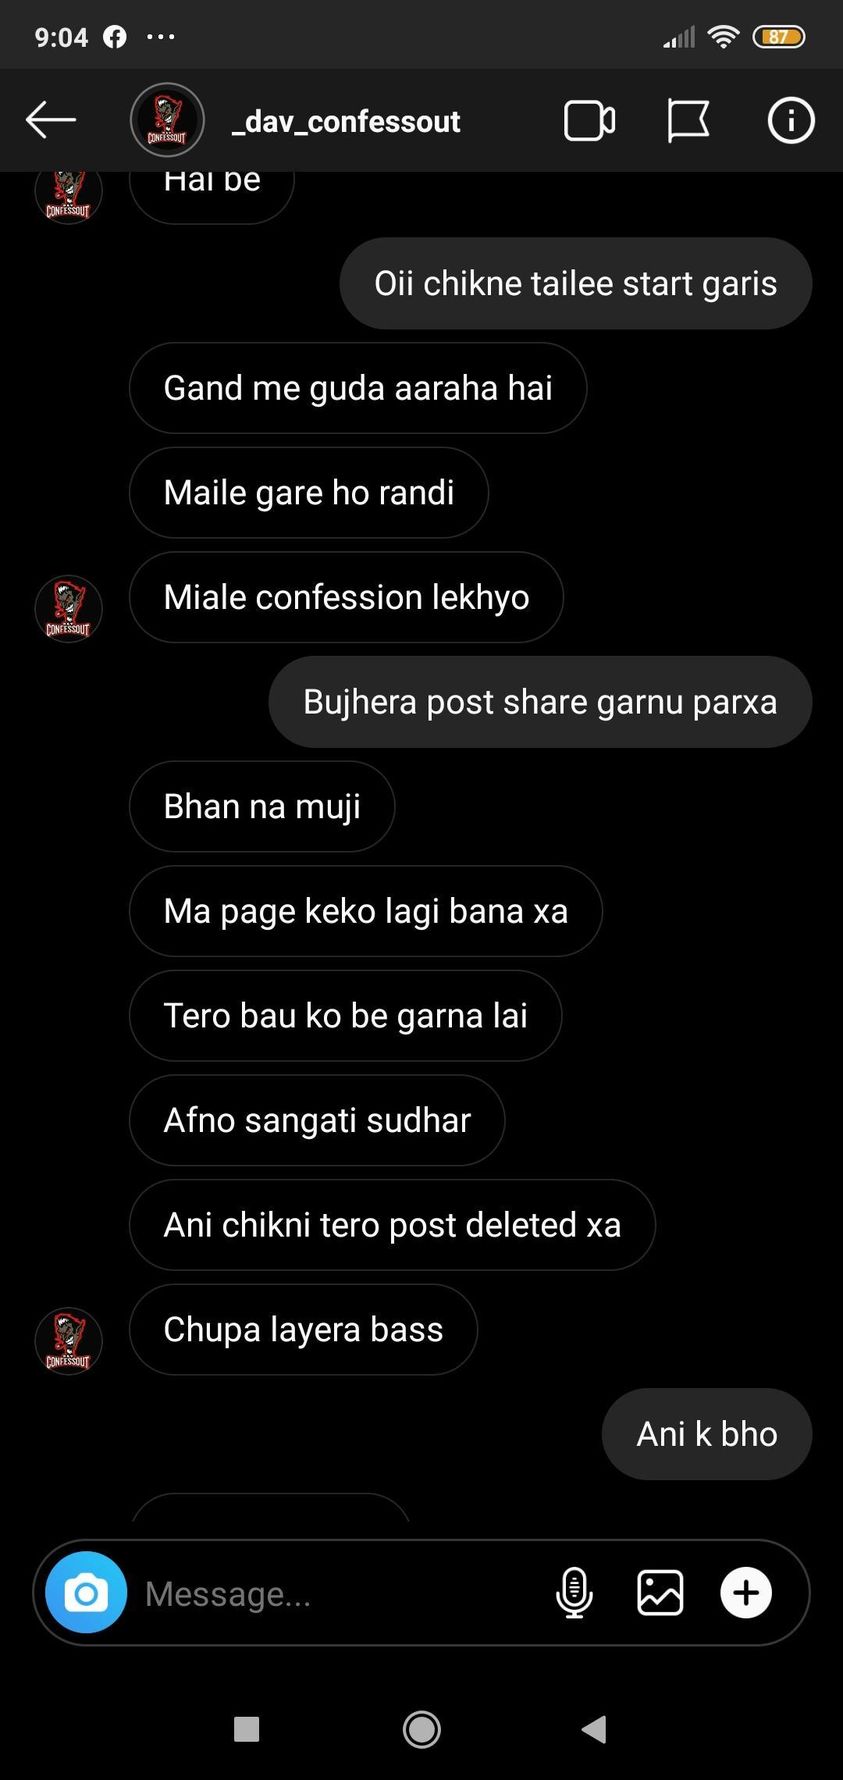 9:04
87
_dav_confessout
Hai be
CONFESSOUT
Oii chikne tailee start garis
Gand me guda aaraha hai
Maile gare ho randi
Miale confession lekhyo
CONFESSOUT
Bujhera post share garnu parxa
Bhan na muji
Ma page keko lagi bana xa
Tero bau ko be garna lai
Afno sangati sudhar
Ani chikni tero post deleted xa
Chupa layera bass
CONFESSOUT
Ani k bho
Message...